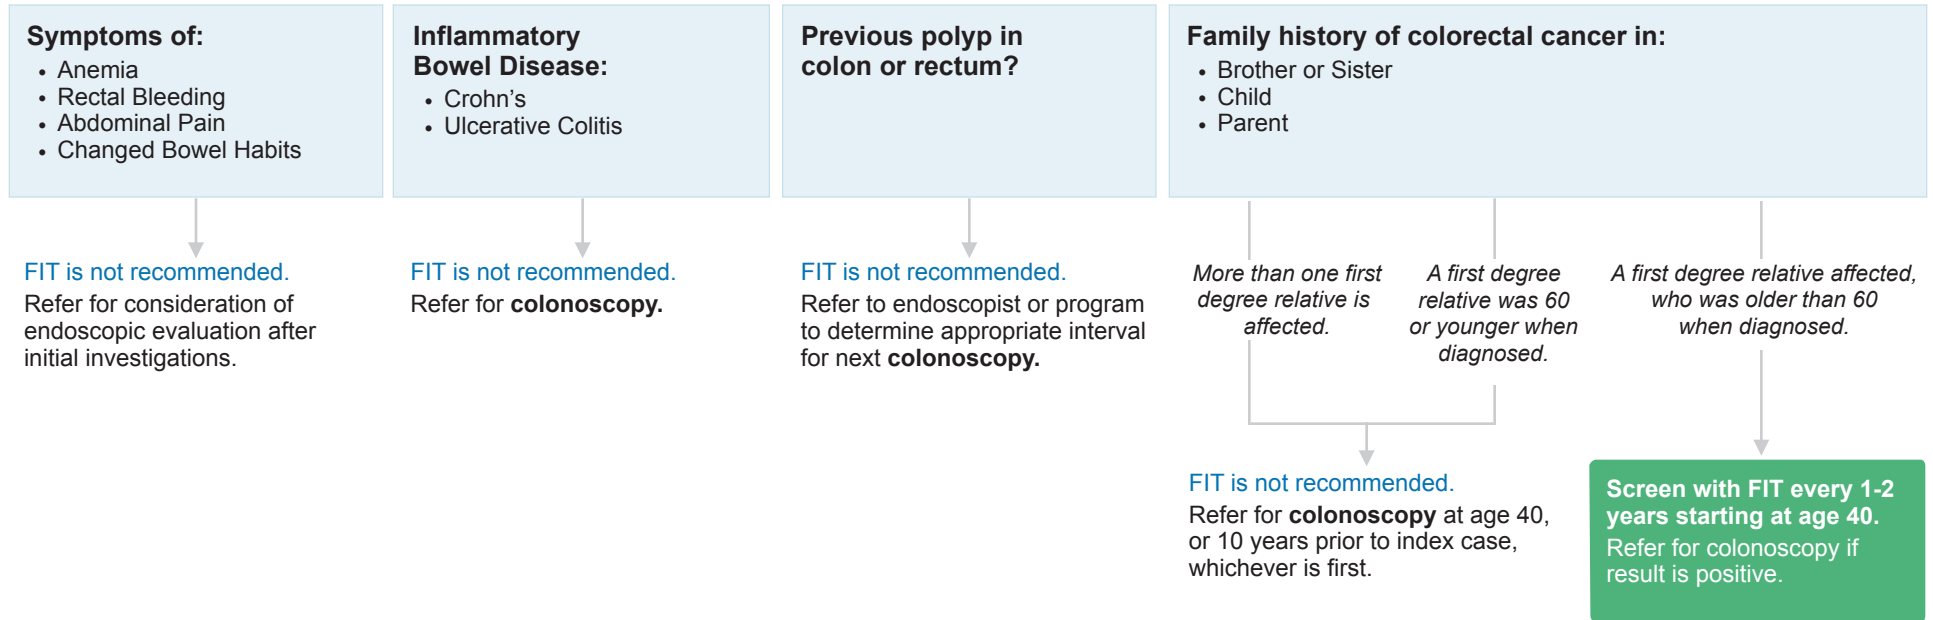 Symptoms of:
• Anemia
• Rectal Bleeding
• Abdominal Pain
• Changed Bowel Habits
FIT is not recommended.
Refer for consideration of
endoscopic evaluation after
initial investigations.
Inflammatory
Bowel Disease:
• Crohn's
• Ulcerative Colitis
FIT is not recommended.
Refer for colonoscopy.
Previous polyp in
colon or rectum?
FIT is not recommended.
Refer to endoscopist or program
to determine appropriate interval
for next colonoscopy.
Family history of colorectal cancer in:
• Brother or Sister
• Child
• Parent
More than one first
degree relative is
affected.
A first degree
relative was 60
or younger when
diagnosed.
FIT is not recommended.
Refer for colonoscopy at age 40,
or 10 years prior to index case,
whichever is first.
A first degree relative affected,
who was older than 60
when diagnosed.
Screen with FIT every 1-2
years starting at age 40.
Refer for colonoscopy if
result is positive.